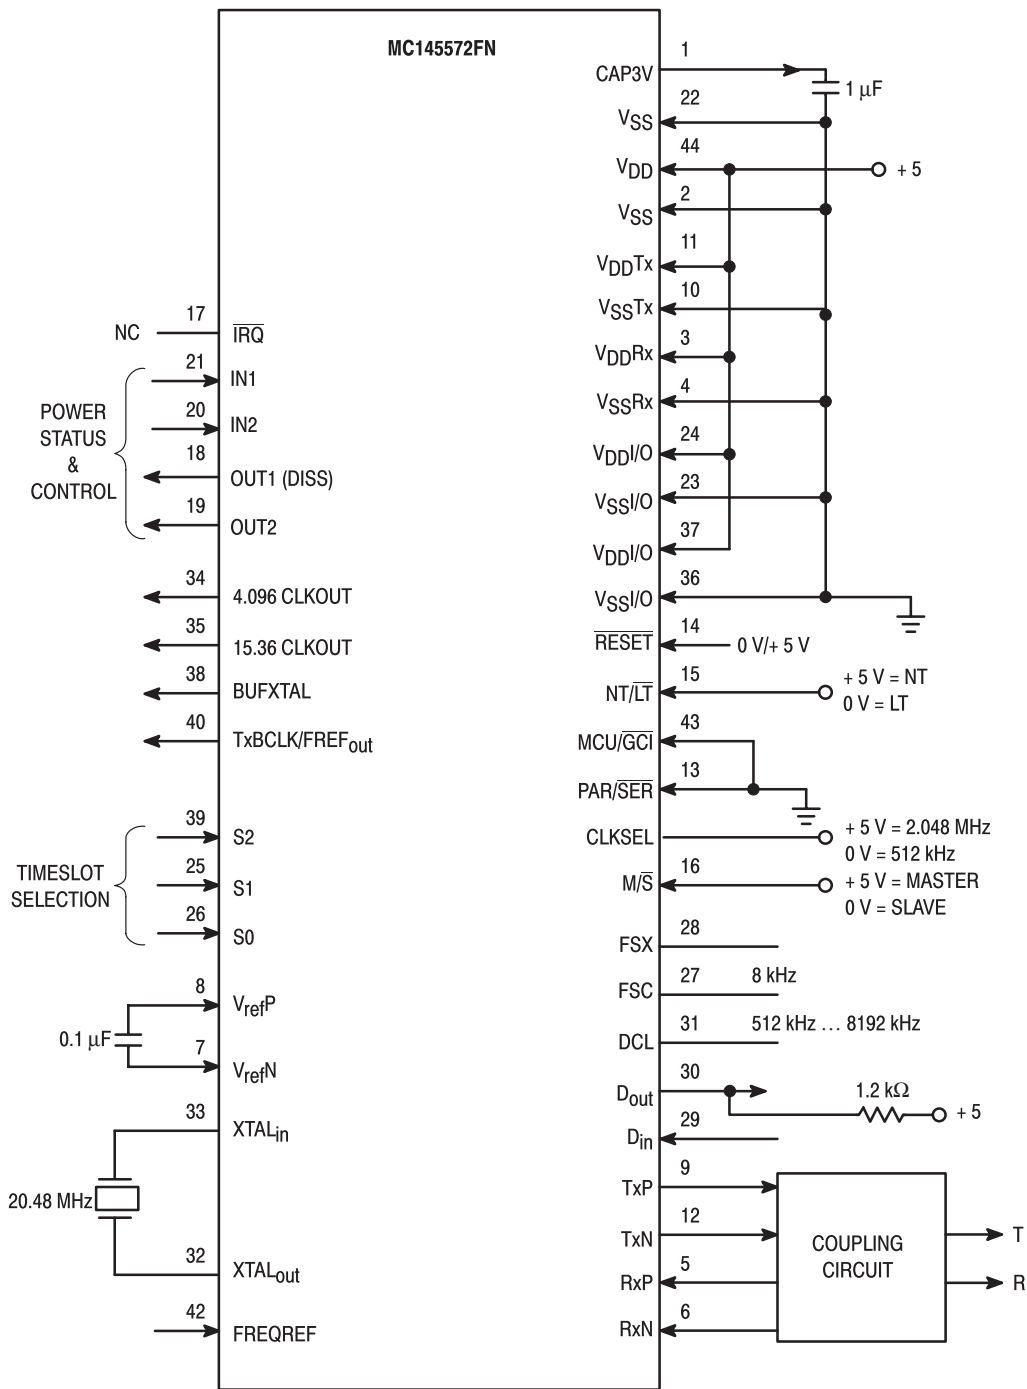 MC145572FN
1
CAP3V
1 μF
22
VSS
44
VDD
+ 5
2
VSS
11
VDDTx
10
VSSTx
3
VDDRx
4
VSSRx
24
VDDI/O
23
VSSI/O
37
VDDI/O
36
VSSI/O
14
RESET
0 V/+ 5 V
15
NT/LT
+ 5 V = NT
0 V = LT
43
MCU/GCI
13
PAR/SER
CLKSEL
+ 5 V = 2.048 MHz
0 V = 512 kHz
16
M/S
+ 5 V = MASTER
0 V = SLAVE
28
FSX
27
FSC
8 kHz
31
DCL
512 kHz ... 8192 kHz
30
Dout
1.2 kΩ
+ 5
29
Din
9
TxP
12
TxN
5
RxP
6
RxN
COUPLING
CIRCUIT
T
R
NC
17
IRQ
POWER
STATUS
&
CONTROL
21
IN1
20
IN2
18
OUT1 (DISS)
19
OUT2
34
4.096 CLKOUT
35
15.36 CLKOUT
38
BUFXTAL
40
TxBCLK/FREFout
TIMESLOT
SELECTION
39
S2
25
S1
26
S0
8
VrefP
0.1 μF
7
VrefN
33
XTALin
20.48 MHz
32
XTALout
42
FREQREF